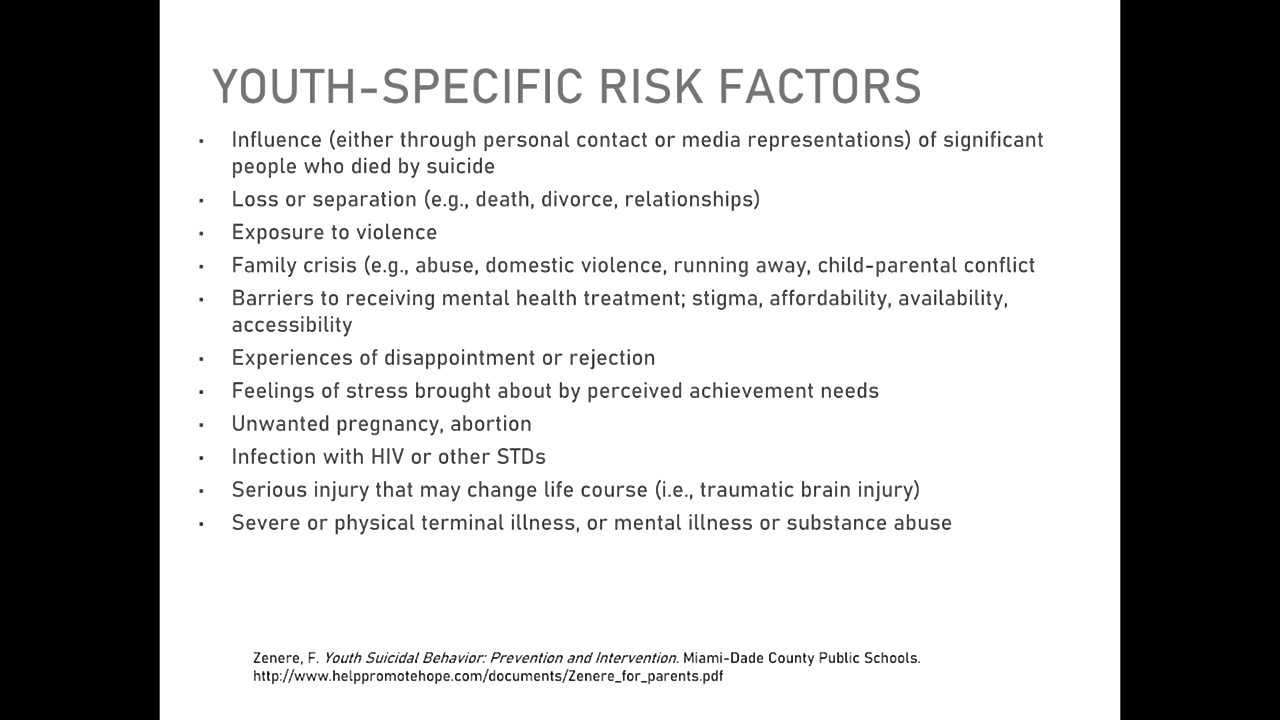 YOUTH-SPECIFIC RISK FACTORS
▪ Influence (either through personal contact or media representations) of significant
people who died by suicide
▪ Loss or separation (e.g., death, divorce, relationships)
▪ Exposure to violence
▪ Family crisis (e.g., abuse, domestic violence, running away, child-parental conflict
▪ Barriers to receiving mental health treatment; stigma, affordability, availability,
accessibility
▪ Experiences of disappointment or rejection
▪ Feelings of stress brought about by perceived achievement needs
▪ Unwanted pregnancy, abortion
▪ Infection with HIV or other STDs
▪ Serious injury that may change life course (i.e., traumatic brain injury)
▪ Severe or physical terminal illness, or mental illness or substance abuse
Zenere, F. Youth Suicidal Behavior: Prevention and Intervention. Miami-Dade County Public Schools.
http://www.helppromotehope.com/documents/Zenere_for_parents.pdf